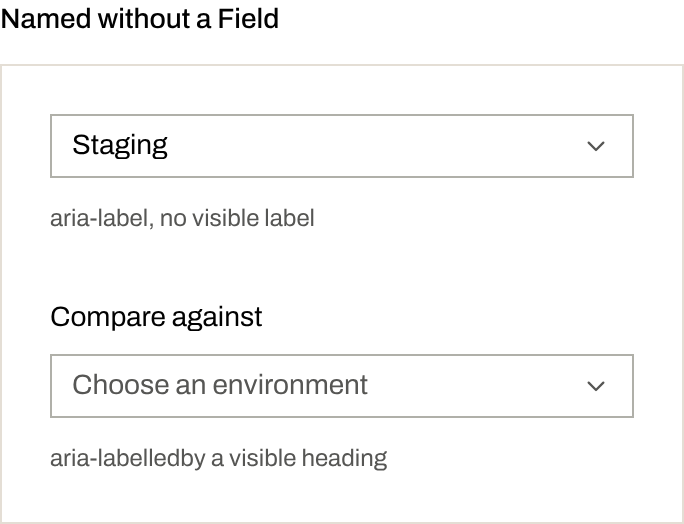 Named without a Field
Staging
aria-label, no visible label
Compare against
Choose an environment
aria-labelledby a visible heading